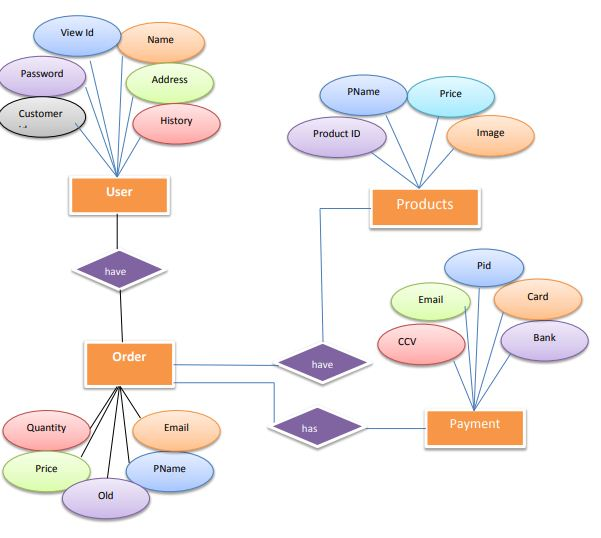 View Id
Name
Password
Address
Customer
History
User
PName
Price
Product ID
Image
Products
have
Pid
Email
Card
CCV
Bank
Order
have
Payment
has
Quantity
Email
Price
PName
Old